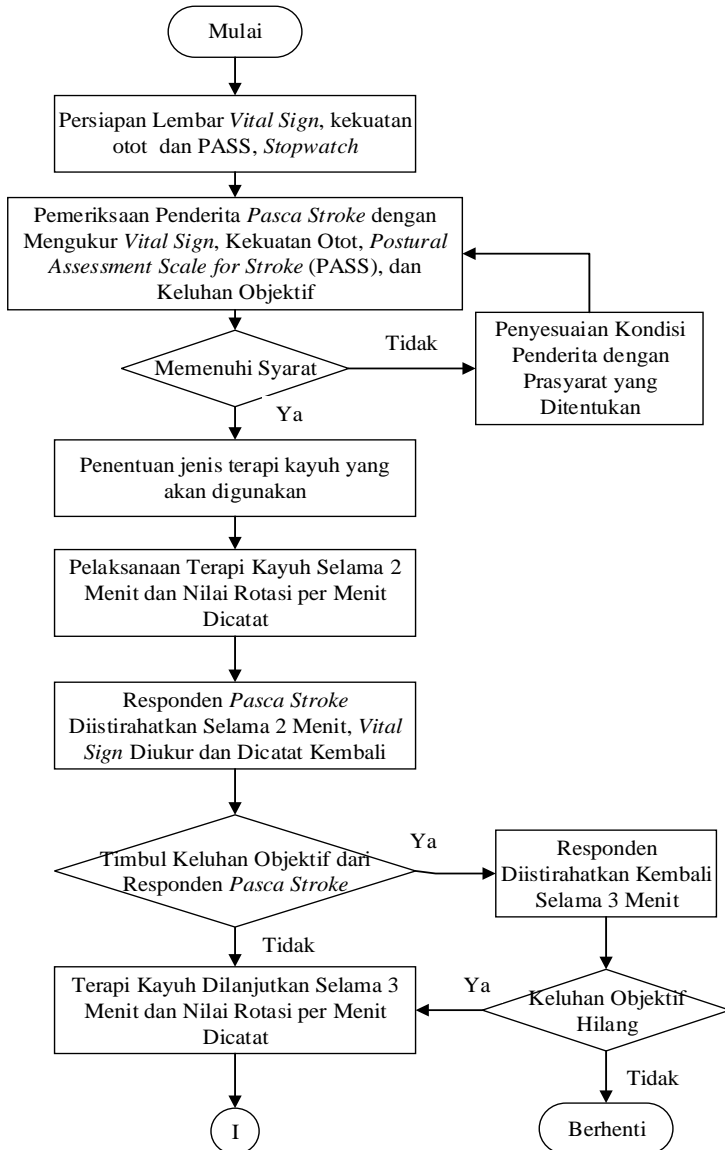 Mulai
Persiapan Lembar Vital Sign, kekuatan
otot dan PASS, Stopwatch
Pemeriksaan Penderita Pasca Stroke dengan
Mengukur Vital Sign, Kekuatan Otot, Postural
Assessment Scale for Stroke (PASS), dan
Keluhan Objektif
Memenuhi Syarat
Tidak
Penyesuaian Kondisi
Penderita dengan
Prasyarat yang
Ditentukan
Ya
Penentuan jenis terapi kayuh yang
akan digunakan
Pelaksanaan Terapi Kayuh Selama 2
Menit dan Nilai Rotasi per Menit
Dicatat
Responden Pasca Stroke
Diistirahatkan Selama 2 Menit, Vital
Sign Diukur dan Dicatat Kembali
Timbul Keluhan Objektif dari
Responden Pasca Stroke
Ya
Responden
Diistirahatkan Kembali
Selama 3 Menit
Tidak
Terapi Kayuh Dilanjutkan Selama 3
Menit dan Nilai Rotasi per Menit
Dicatat
Ya
Keluhan Objektif
Hilang
Tidak
I
Berhenti